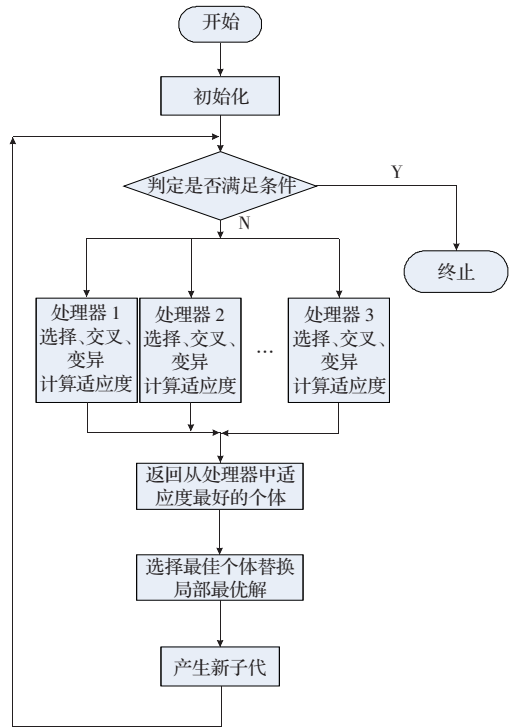 开始
初始化
判定是否满足条件
Y
N
终止
处理器 1
选择、交叉、
变异
计算适应度
处理器 2
选择、交叉、
变异
计算适应度
…
处理器 3
选择、交叉、
变异
计算适应度
返回从处理器中适
应度最好的个体
选择最佳个体替换
局部最优解
产生新子代